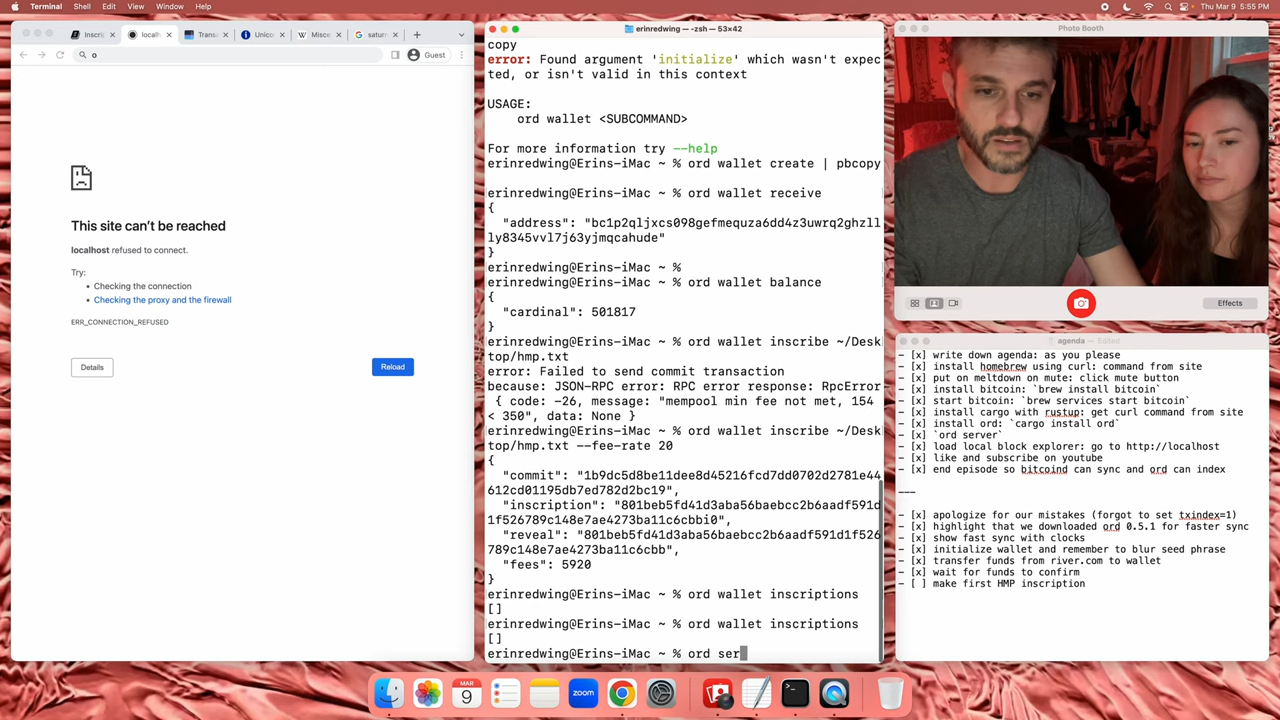 Terminal Shell Edit View Window Help
Thu Mar 9 5:55 PM
Inscri
localh
Trans
Unico
Misce
saturn
o
Guest
This site can't be reached
localhost refused to connect.
Try:
• Checking the connection
• Checking the proxy and the firewall
ERR_CONNECTION_REFUSED
Details
Reload
erinredwing — -zsh — 53×42
copy
error: Found argument 'initialize' which wasn't expec
ted, or isn't valid in this context
USAGE:
ord wallet <SUBCOMMAND>
For more information try --help
erinredwing@Erins-iMac ~ % ord wallet create | pbcopy
erinredwing@Erins-iMac ~ % ord wallet receive
{
"address": "bc1p2qljxcs098gefmequza6dd4z3uwrq2ghzll
ly8345vvl7j63yjmqcahude"
}
erinredwing@Erins-iMac ~ %
erinredwing@Erins-iMac ~ % ord wallet balance
{
"cardinal": 501817
}
erinredwing@Erins-iMac ~ % ord wallet inscribe ~/Desk
top/hmp.txt
error: Failed to send commit transaction
because: JSON-RPC error: RPC error response: RpcError
{ code: -26, message: "mempool min fee not met, 154
< 350", data: None }
erinredwing@Erins-iMac ~ % ord wallet inscribe ~/Desk
top/hmp.txt --fee-rate 20
{
"commit": "1b9dc5d8be11dee8d45216fcd7dd0702d2781e44
612cd01195db7ed782d2bc19",
"inscription": "801beb5fd41d3aba56baebcc2b6aadf591d
1f526789c148e7ae4273ba11c6cbbi0",
"reveal": "801beb5fd41d3aba56baebcc2b6aadf591d1f526
789c148e7ae4273ba11c6cbb",
"fees": 5920
}
erinredwing@Erins-iMac ~ % ord wallet inscriptions
[]
erinredwing@Erins-iMac ~ % ord wallet inscriptions
[]
erinredwing@Erins-iMac ~ % ord ser
Photo Booth
Effects
agenda — Edited
- [x] write down agenda: as you please
- [x] install homebrew using curl: command from site
- [x] put on meltdown on mute: click mute button
- [x] install bitcoin: `brew install bitcoin`
- [x] start bitcoin: `brew services start bitcoin`
- [x] install cargo with rustup: get curl command from site
- [x] install ord: `cargo install ord`
- [x] `ord server`
- [x] load local block explorer: go to http://localhost
- [x] like and subscribe on youtube
- [x] end episode so bitcoind can sync and ord can index
---
- [x] apologize for our mistakes (forgot to set txindex=1)
- [x] highlight that we downloaded ord 0.5.1 for faster sync
- [x] show fast sync with clocks
- [x] initialize wallet and remember to blur seed phrase
- [x] transfer funds from river.com to wallet
- [x] wait for funds to confirm
- [ ] make first HMP inscription
MAR
9
zoom